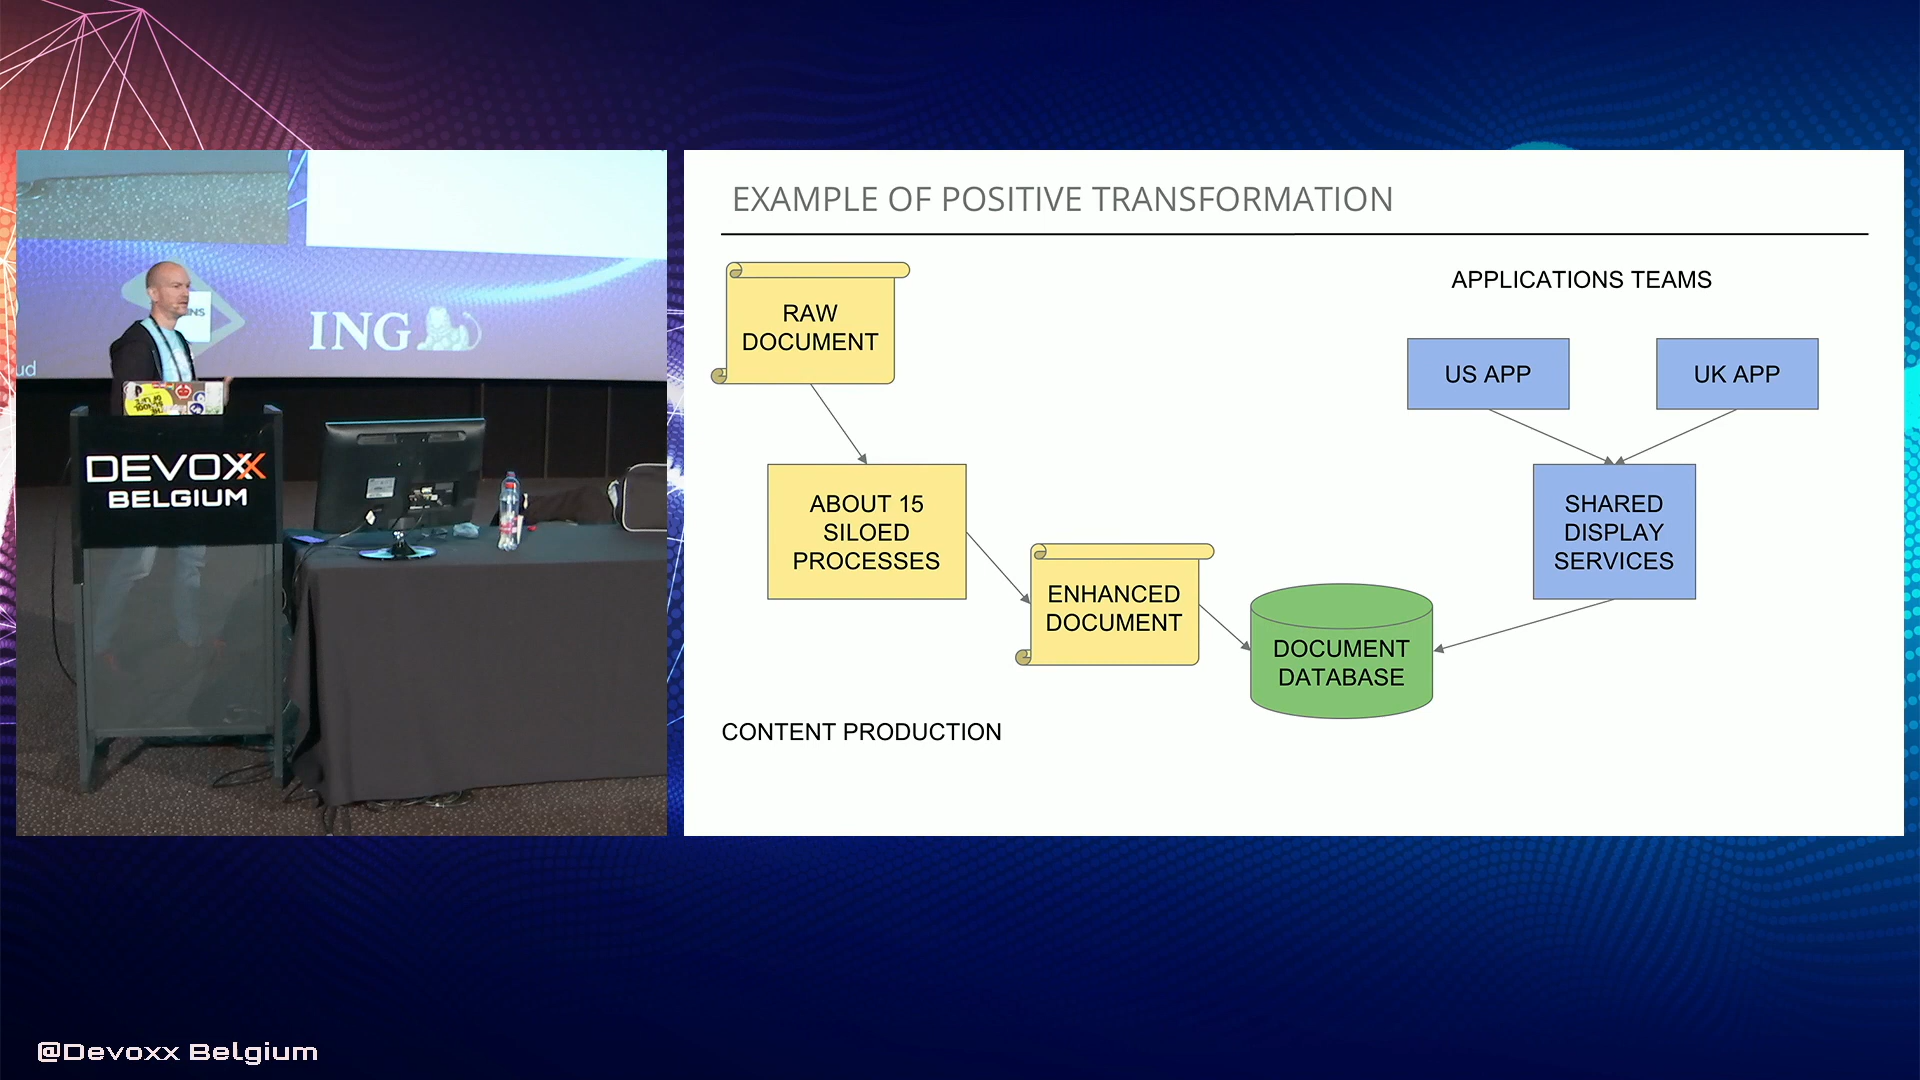 EXAMPLE OF POSITIVE TRANSFORMATION
RAW
DOCUMENT
APPLICATIONS TEAMS
US APP
UK APP
ABOUT 15
SILOED
PROCESSES
SHARED
DISPLAY
SERVICES
ENHANCED
DOCUMENT
DOCUMENT
DATABASE
CONTENT PRODUCTION
ING
ud
DEVOXX
BELGIUM
@Devoxx Belgium